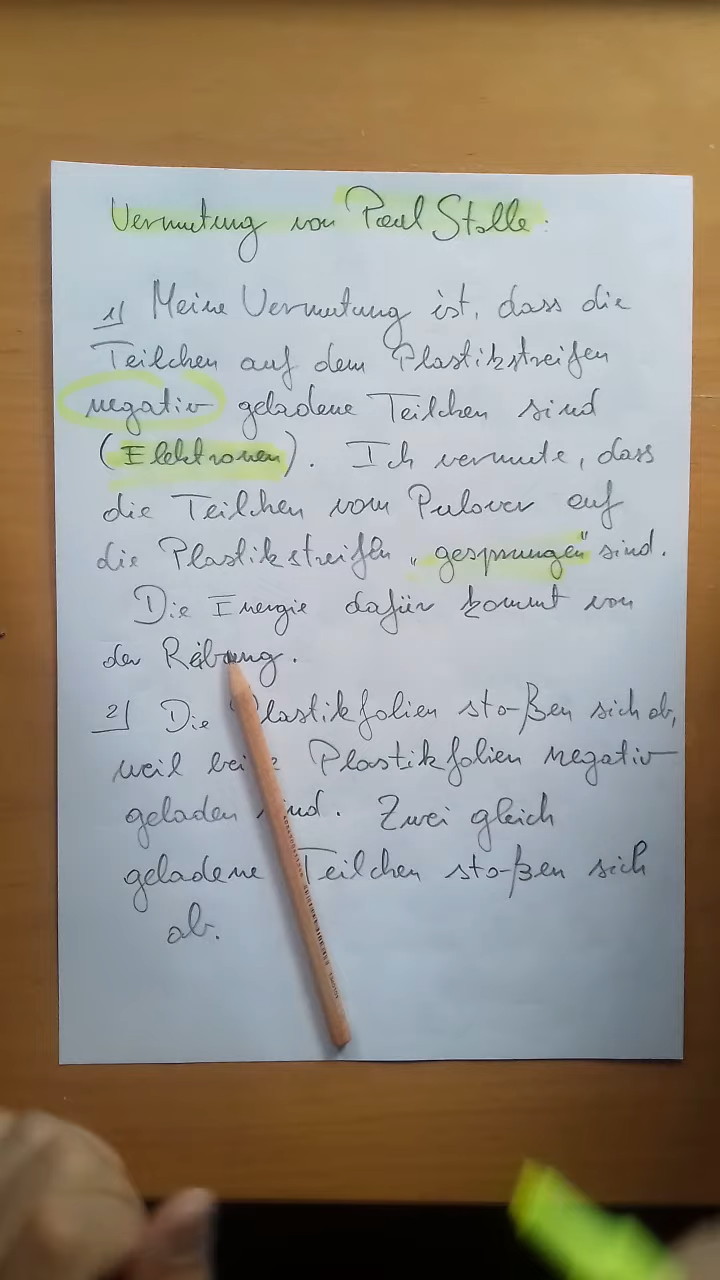 Vermutung von Paul Stolle:
1) Meine Vermutung ist, dass die
Teilchen auf dem Plastikstreifen
negativ geladene Teilchen sind
(Elektronen). Ich vermute, dass
die Teilchen vom Pulover auf
die Plastikstreifen "gesprungen" sind.
Die Energie dafür kommt von
der Reibung.
2) Die Plastikfolien stoßen sich ab,
weil Plastikfolien negativ
geladen sind. Zwei gleich
geladene Teilchen stoßen sich
ab.